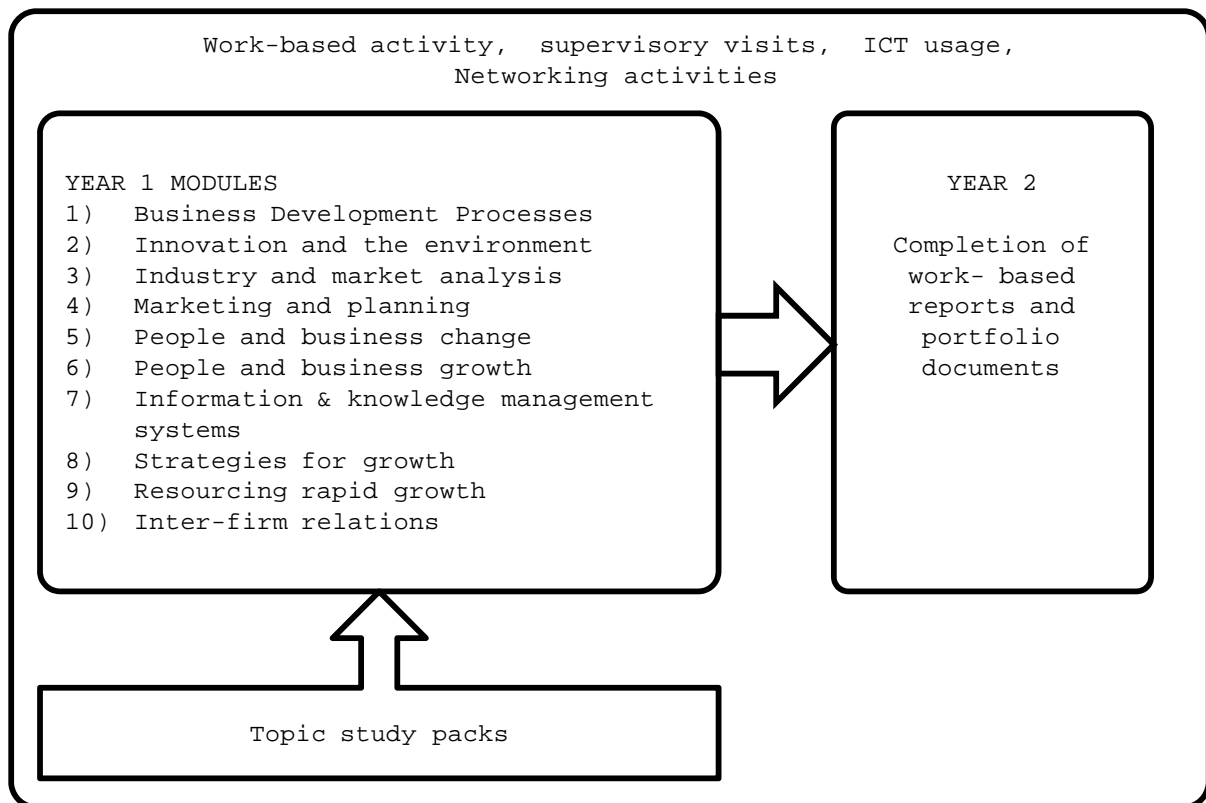 Work-based activity, supervisory visits, ICT usage,
Networking activities
YEAR 1 MODULES
1) Business Development Processes
2) Innovation and the environment
3) Industry and market analysis
4) Marketing and planning
5) People and business change
6) People and business growth
7) Information & knowledge management
systems
8) Strategies for growth
9) Resourcing rapid growth
10) Inter-firm relations
YEAR 2
Completion of
work- based
reports and
portfolio
documents
Topic study packs